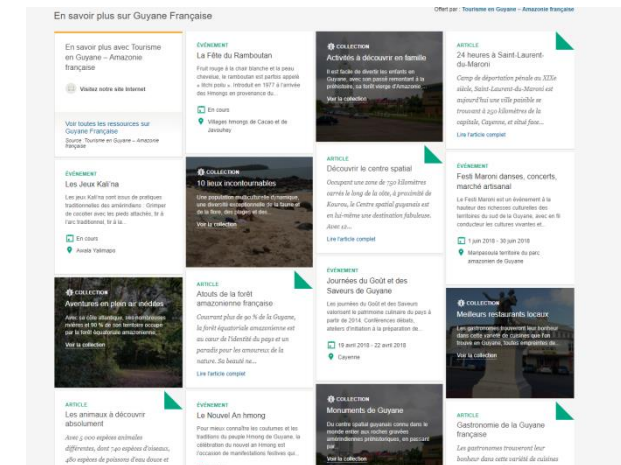 En savoir plus sur Guyane Française
Offert par : Tourisme en Guyane – Amazonie française
En savoir plus avec Tourisme
en Guyane – Amazonie
française
Visitez notre site Internet
Voir toutes les ressources sur
Guyane Française
Source Tourisme en Guyane – Amazonie
française
ÉVÉNEMENT
Les Jeux Kali'na
Les jeux Kali'na sont issus de pratiques
traditionnelles des amérindiens : Grimper
de cocotier avec les pieds attachés, tir à
l'arc traditionnel, tir à la...
En cours
Awala Yalimapo
COLLECTION
Aventures en plein air inédites
Avec sa côte atlantique, ses nombreuses
rivières et 90 % de son territoire occupé
par la forêt équatoriale amazonienne...
Voir la collection
ARTICLE
Les animaux à découvrir
absolument
Avec 5 000 espèces animales
différentes, dont 740 espèces d'oiseaux,
480 espèces de poissons d'eau douce et
ÉVÉNEMENT
La Fête du Ramboutan
Fruit rouge à la chair blanche et la peau
chevelue, le ramboutan est parfois appelé
« litchi poilu ». Introduit en 1977 à l'arrivée
des Hmongs en provenance du...
En cours
Villages hmongs de Cacao et de
Javouhay
COLLECTION
10 lieux incontournables
Une population multiculturelle dynamique,
une diversité exceptionnelle de la faune et
de la flore, des plages et des...
Voir la collection
ARTICLE
Atouts de la forêt
amazonienne française
Couvrant plus de 90 % de la Guyane,
la forêt équatoriale amazonienne est
au cœur de l'identité du pays et un
paradis pour les amoureux de la
nature. Sa beauté ne...
Lire l'article complet
ÉVÉNEMENT
Le Nouvel An hmong
Pour mieux connaître les coutumes et les
traditions du peuple Hmong de Guyane, la
célébration du nouvel an Hmong est
l'occasion de manifestations festives qui...
COLLECTION
Activités à découvrir en famille
Il est facile de divertir les enfants en
Guyane, avec son passé remontant à la
préhistoire, sa forêt vierge d'Amazonie...
Voir la collection
ARTICLE
Découvrir le centre spatial
Occupant une zone de 750 kilomètres
carrés le long de la côte, à proximité de
Kourou, le Centre spatial guyanais est
en lui-même une destination fabuleuse.
Avec 12...
Lire l'article complet
ÉVÉNEMENT
Journées du Goût et des
Saveurs de Guyane
Les journées du Goût et des Saveurs
valorisent le patrimoine culinaire du pays à
partir de 2014. Conférences débats,
ateliers d'initiation à la préparation de...
19 avril 2018 - 22 avril 2018
Cayenne
COLLECTION
Monuments de Guyane
Du centre spatial guyanais connu dans le
monde entier aux roches gravées
amérindiennes préhistoriques, en passant
par...
Voir la collection
ARTICLE
24 heures à Saint-Laurent-
du-Maroni
Camp de déportation pénale au XIXe
siècle, Saint-Laurent-du-Maroni est
aujourd'hui une ville paisible se
trouvant à 250 kilomètres de la
capitale, Cayenne, et situé face...
Lire l'article complet
ÉVÉNEMENT
Festi Maroni danses, concerts,
marché artisanal
Le Festi Maroni est un événement à la
hauteur des richesses culturelles des
territoires du sud de la Guyane, avec en fil
conducteur les cultures vivantes et...
1 juin 2018 - 30 juin 2018
Maripasoula territoire du parc
amazonien de Guyane
COLLECTION
Meilleurs restaurants locaux
Les gastronomes trouveront leur bonheur
dans cette variété de cuisines que l'on
trouve en Guyane, toutes empreintes de...
Voir la collection
ARTICLE
Gastronomie de la Guyane
française
Les gastronomes trouveront leur
bonheur dans cette variété de cuisines